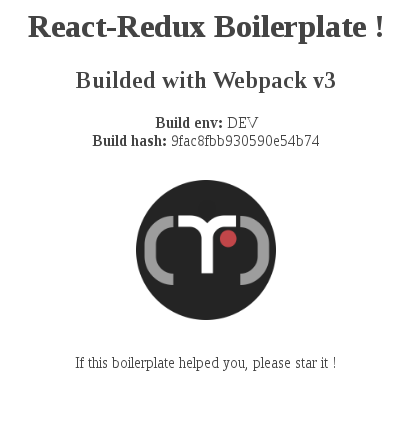 React-Redux Boilerplate !
Builded with Webpack v3
Build env: DEV
Build hash: 9fac8fbb930590e54b74
If this boilerplate helped you, please star it !